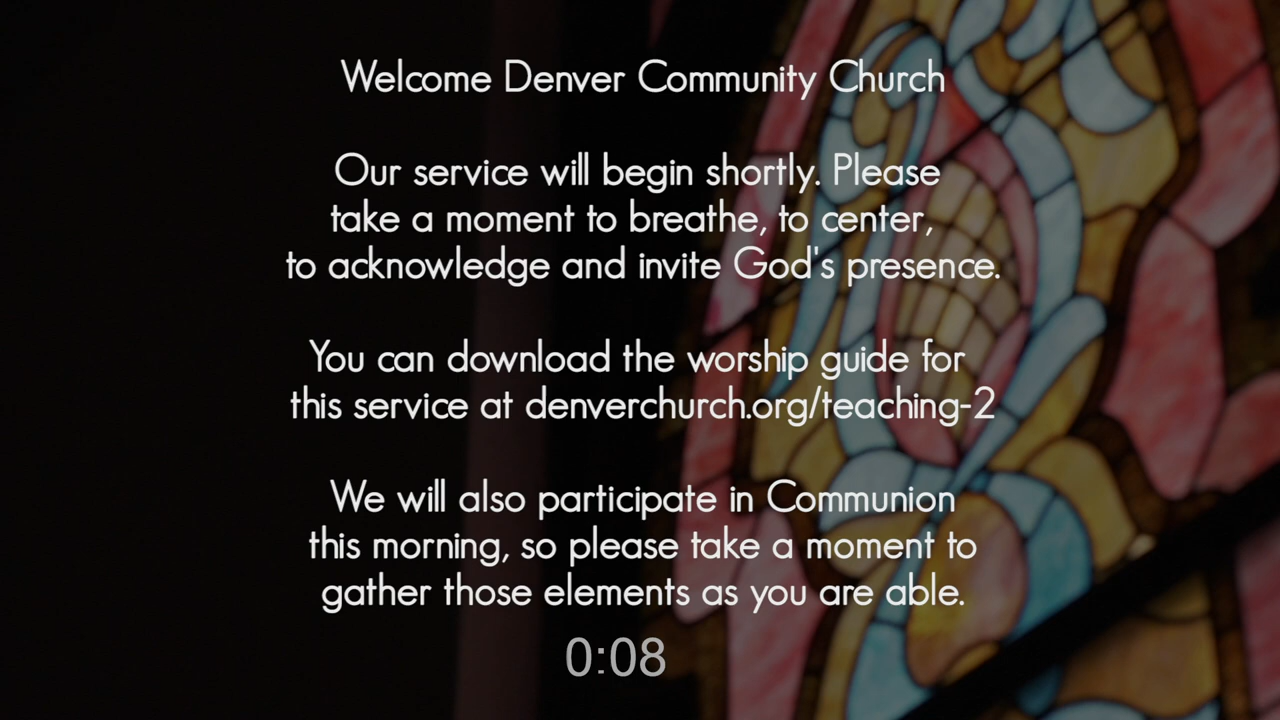 Welcome Denver Community Church
Our service will begin shortly. Please
take a moment to breathe, to center,
to acknowledge and invite God's presence.
You can download the worship guide for
this service at denverchurch.org/teaching-2
We will also participate in Communion
this morning, so please take a moment to
gather those elements as you are able.
0:08